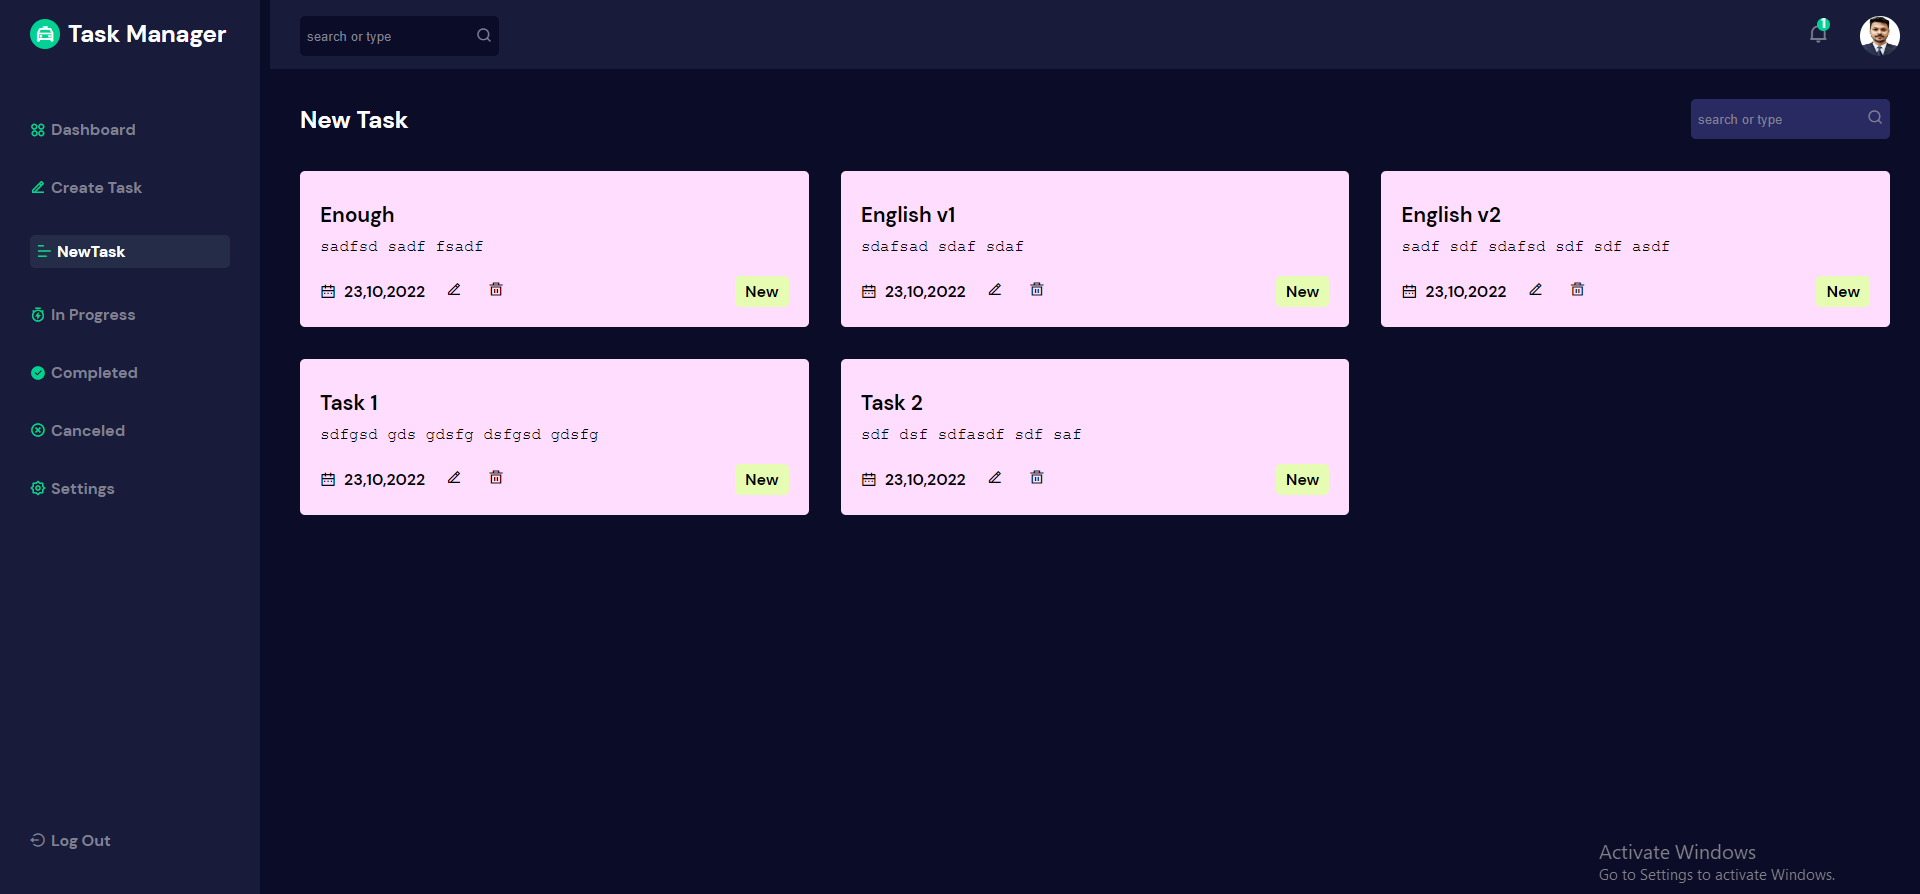 Task Manager
search or type
1
Dashboard
Create Task
NewTask
In Progress
Completed
Canceled
Settings
Log Out
New Task
search or type
Enough
sadfsd sadf fsadf
23,10,2022
New
English v1
sdafsad sdaf sdaf
23,10,2022
New
English v2
sadf sdf sdafsd sdf sdf asdf
23,10,2022
New
Task 1
sdfgsd gds gdsfg dsfgsd gdsfg
23,10,2022
New
Task 2
sdf dsf sdfasdf sdf saf
23,10,2022
New
Activate Windows
Go to Settings to activate Windows.